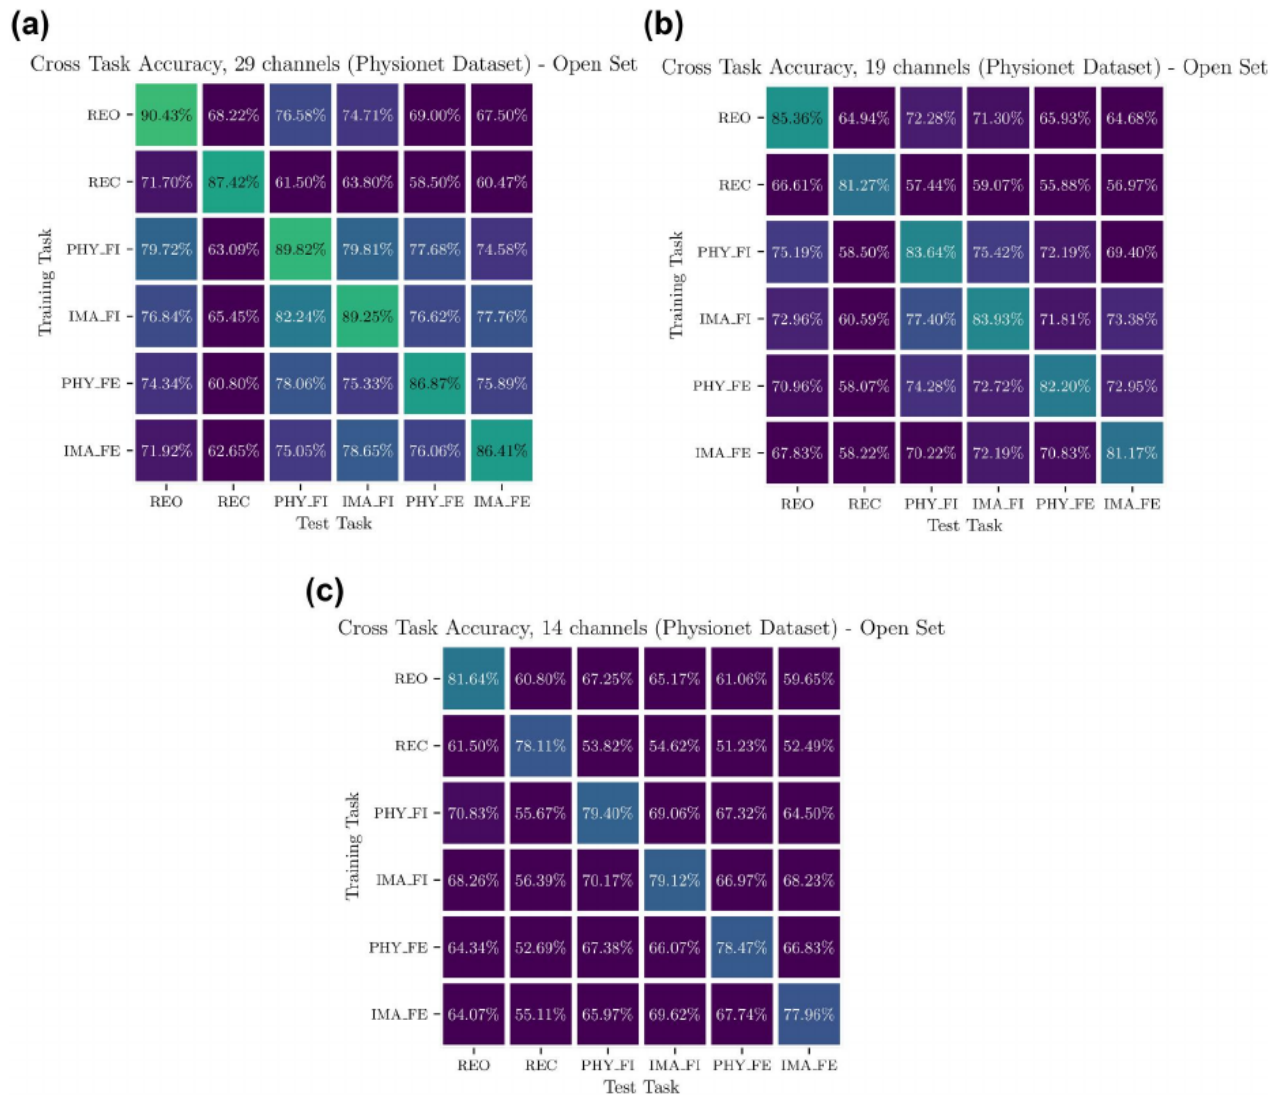 (a)
Cross Task Accuracy, 29 channels (Physionet Dataset) - Open Set
Training Task
REO 90.43% 68.22% 76.58% 74.71% 69.00% 67.50%
REC 71.70% 87.42% 61.50% 63.80% 58.50% 60.47%
PHY_FI 79.72% 63.09% 89.82% 79.81% 77.68% 74.58%
IMA_FI 76.84% 65.45% 82.24% 89.25% 76.62% 77.76%
PHY_FE 74.34% 60.80% 78.06% 75.33% 86.87% 75.89%
IMA_FE 71.92% 62.65% 75.05% 78.65% 76.06% 86.41%
REO REC PHY_FI IMA_FI PHY_FE IMA_FE
Test Task
(b)
Cross Task Accuracy, 19 channels (Physionet Dataset) - Open Set
Training Task
REO 85.36% 64.94% 72.28% 71.30% 65.93% 64.68%
REC 66.61% 81.27% 57.44% 59.07% 55.88% 56.97%
PHY_FI 75.19% 58.50% 83.64% 75.42% 72.19% 69.40%
IMA_FI 72.96% 60.59% 77.40% 83.93% 71.81% 73.38%
PHY_FE 70.96% 58.07% 74.28% 72.72% 82.20% 72.95%
IMA_FE 67.83% 58.22% 70.22% 72.19% 70.83% 81.17%
REO REC PHY_FI IMA_FI PHY_FE IMA_FE
Test Task
(c)
Cross Task Accuracy, 14 channels (Physionet Dataset) - Open Set
Training Task
REO 81.64% 60.80% 67.25% 65.17% 61.06% 59.65%
REC 61.50% 78.11% 53.82% 54.62% 51.23% 52.49%
PHY_FI 70.83% 55.67% 79.40% 69.06% 67.32% 64.50%
IMA_FI 68.26% 56.39% 70.17% 79.12% 66.97% 68.23%
PHY_FE 64.34% 52.69% 67.38% 66.07% 78.47% 66.83%
IMA_FE 64.07% 55.11% 65.97% 69.62% 67.74% 77.96%
REO REC PHY_FI IMA_FI PHY_FE IMA_FE
Test Task